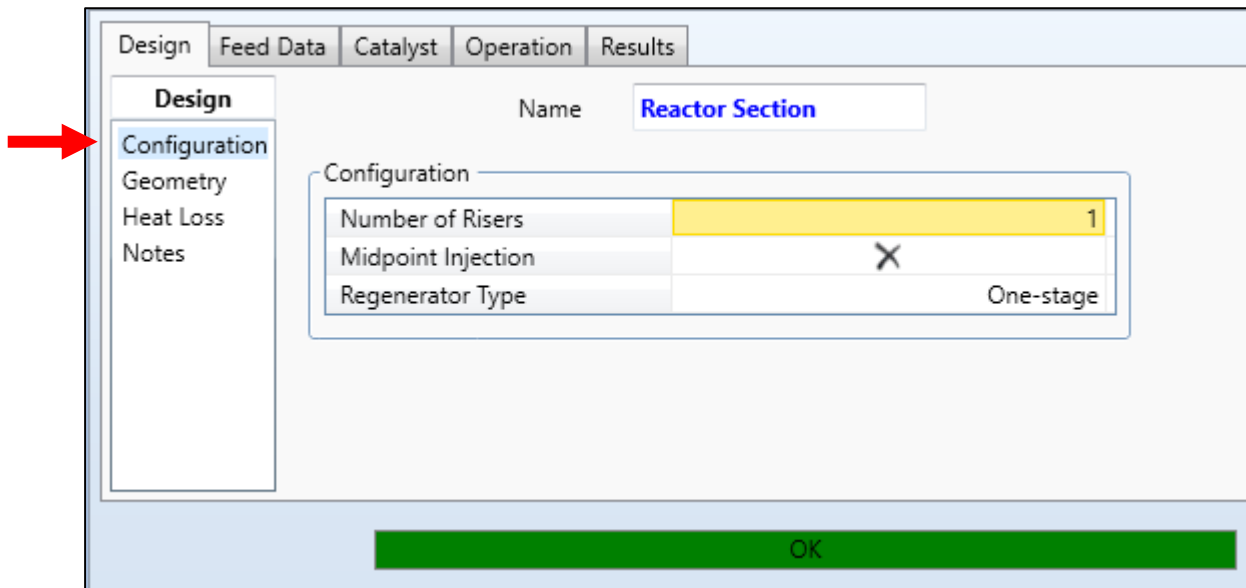 Design Feed Data Catalyst Operation Results
Design
Configuration
Geometry
Heat Loss
Notes
Name Reactor Section
Configuration
Number of Risers 1
Midpoint Injection
Regenerator Type One-stage
OK